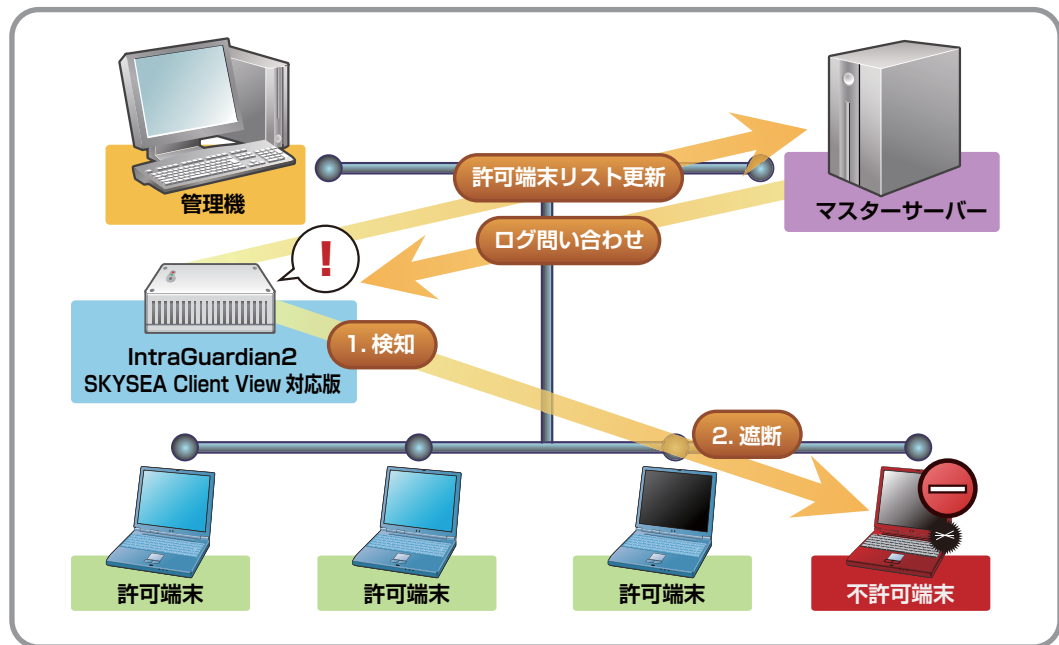 管理機
許可端末リスト更新
マスターサーバー
ログ問い合わせ
!
IntraGuardian2
SKYSEA Client View 対応版
1. 検知
2. 遮断
許可端末
許可端末
許可端末
不許可端末